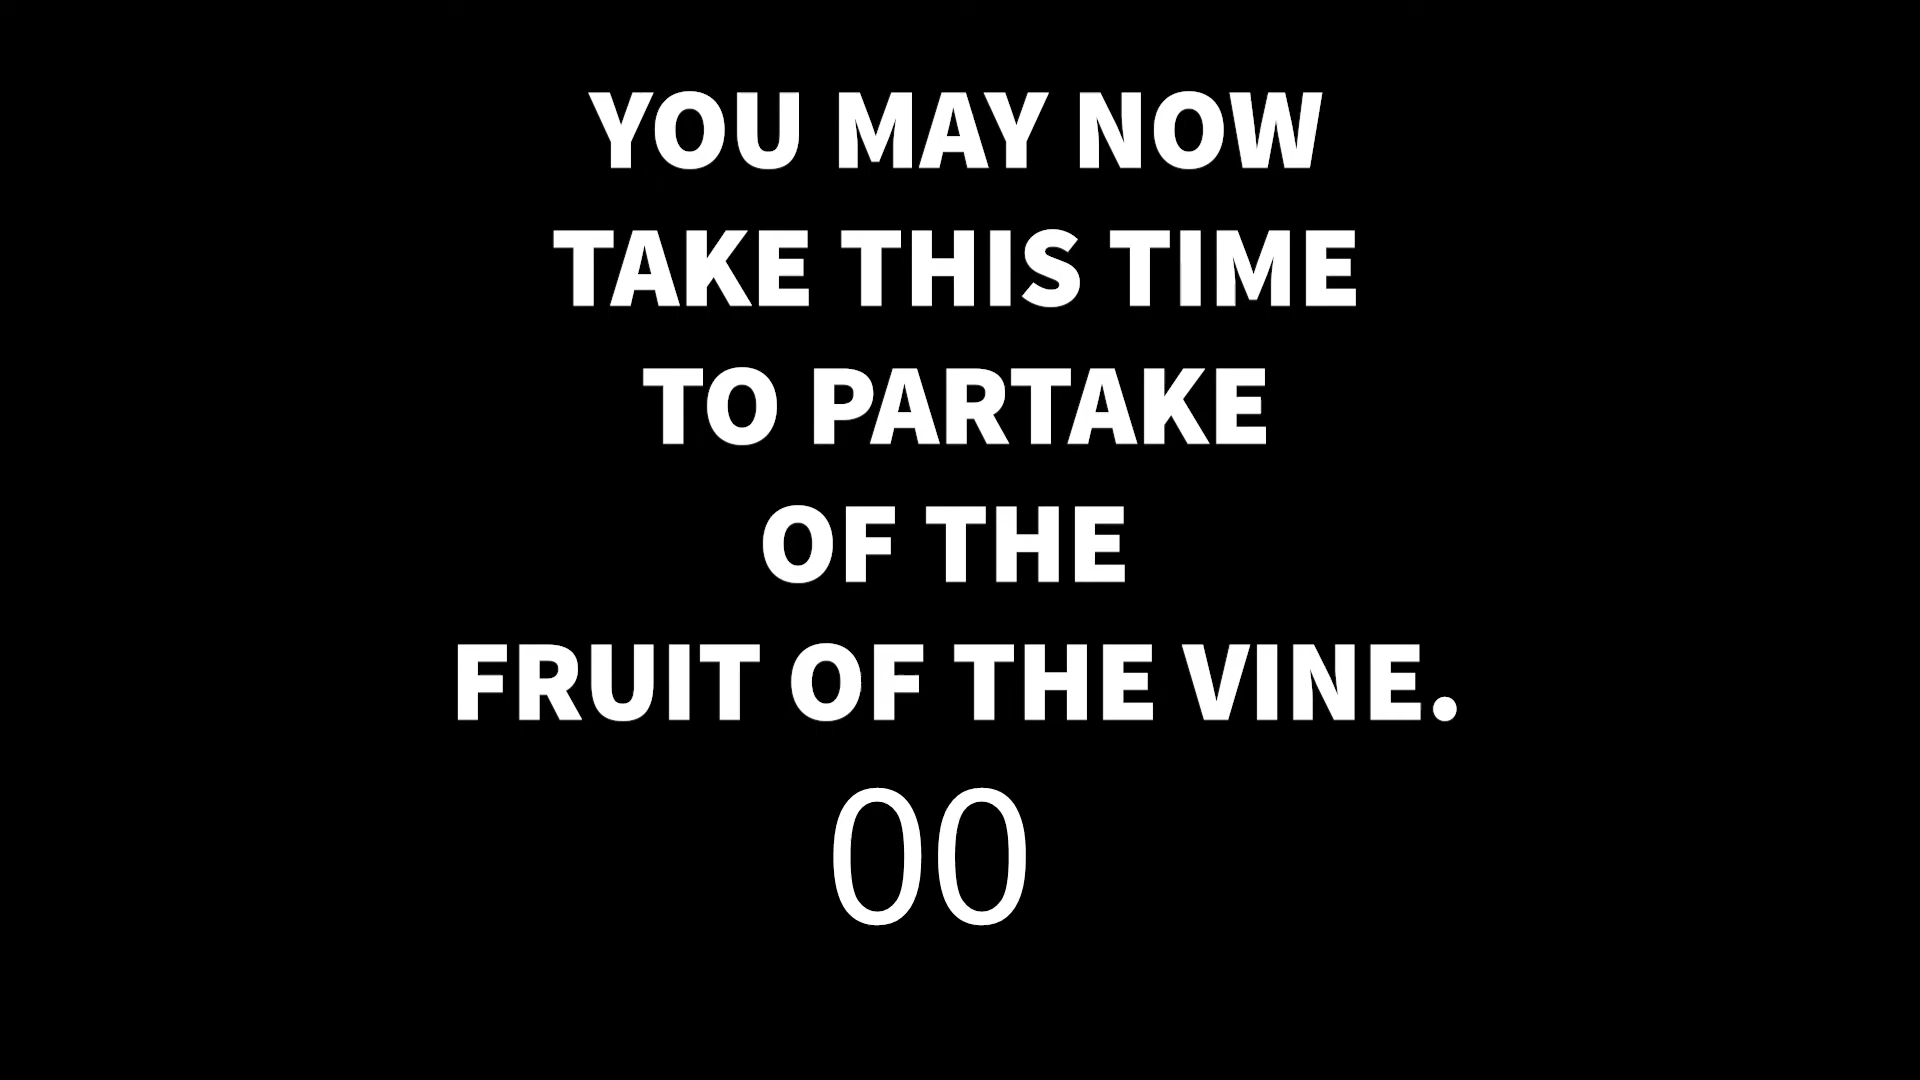 YOU MAY NOW
TAKE THIS TIME
TO PARTAKE
OF THE
FRUIT OF THE VINE.
00